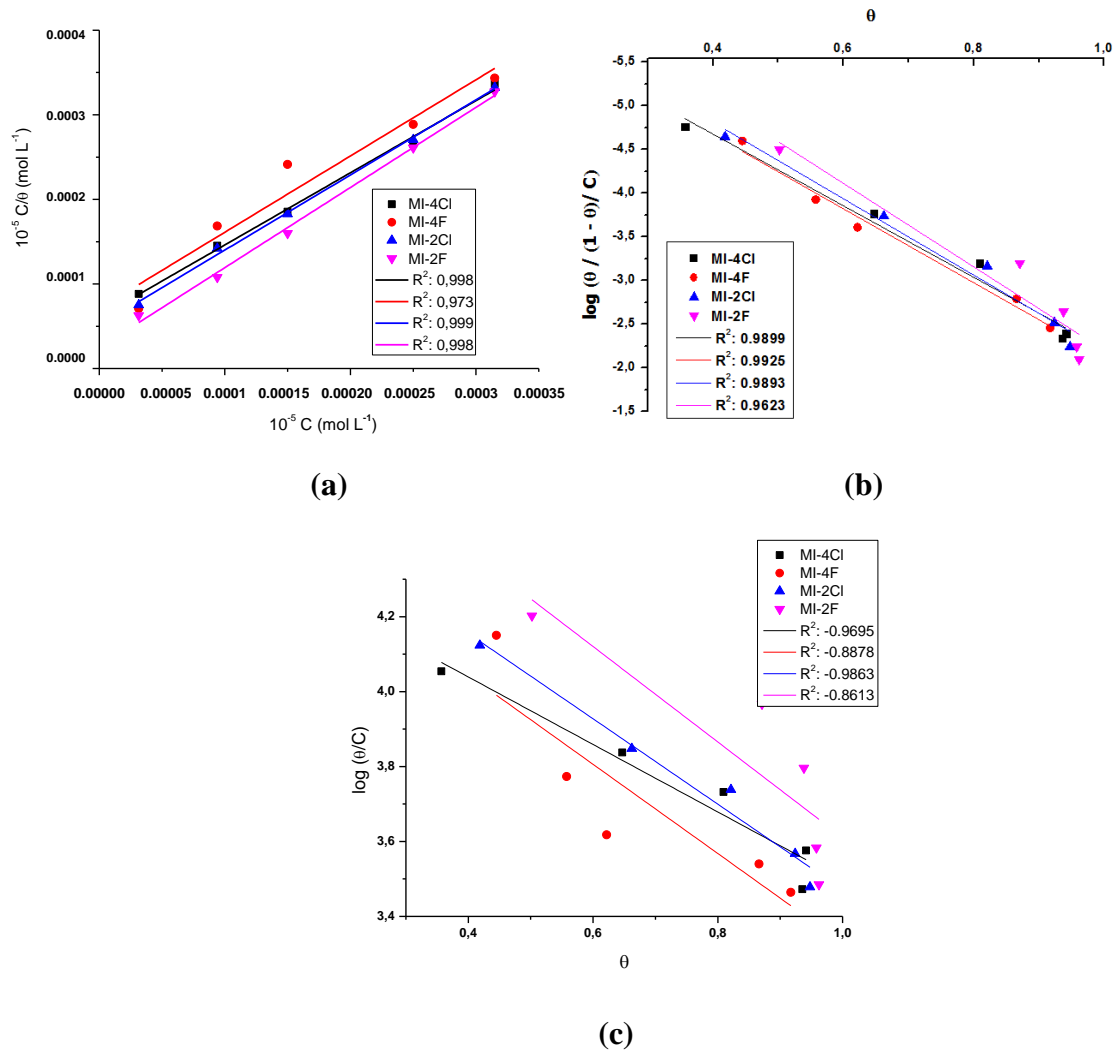 0.0004
0.0003
0.0002
0.0001
0.0000
10⁻⁵ C/θ (mol L⁻¹)
MI-4Cl
MI-4F
MI-2Cl
MI-2F
R²: 0,998
R²: 0,973
R²: 0,999
R²: 0,998
0.00000 0.00005 0.00010 0.00015 0.00020 0.00025 0.00030 0.00035
10⁻⁵ C (mol L⁻¹)
(a)
θ
0,4 0,6 0,8 1,0
-5,5
-5,0
-4,5
-4,0
-3,5
-3,0
-2,5
-2,0
-1,5
log (θ / (1 - θ)/ C)
MI-4Cl
MI-4F
MI-2Cl
MI-2F
R²: 0.9899
R²: 0.9925
R²: 0.9893
R²: 0.9623
(b)
MI-4Cl
MI-4F
MI-2Cl
MI-2F
R²: -0.9695
R²: -0.8878
R²: -0.9863
R²: -0.8613
4,2
4,0
3,8
3,6
3,4
log (θ/C)
0,4 0,6 0,8 1,0
θ
(c)